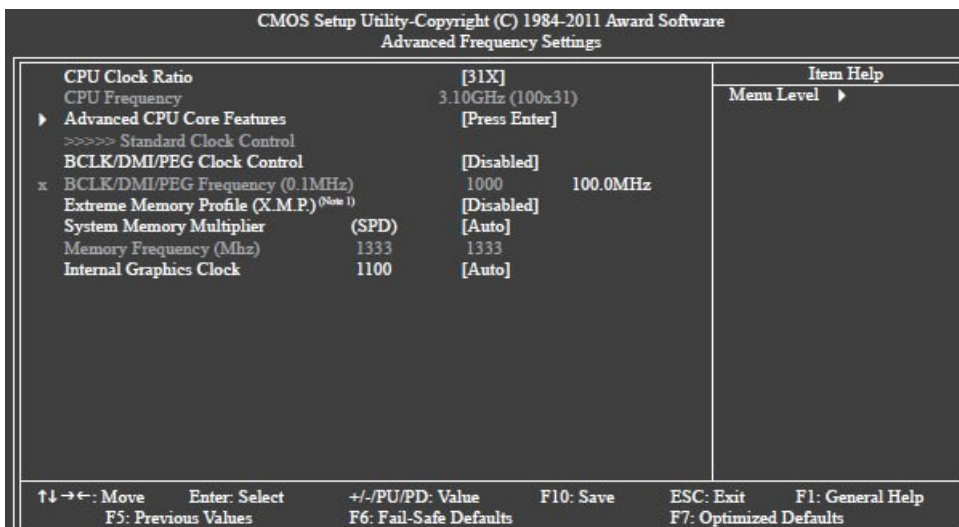 CMOS Setup Utility-Copyright (C) 1984-2011 Award Software
Advanced Frequency Settings
CPU Clock Ratio [31X]
CPU Frequency 3.10GHz (100x31)
Advanced CPU Core Features [Press Enter]
>>>>> Standard Clock Control
BCLK/DMI/PEG Clock Control [Disabled]
x BCLK/DMI/PEG Frequency (0.1MHz) 1000 100.0MHz
Extreme Memory Profile (X.M.P.) (Note 1) [Disabled]
System Memory Multiplier (SPD) [Auto]
Memory Frequency (Mhz) 1333 1333
Internal Graphics Clock 1100 [Auto]
Item Help
Menu Level
↑↓→←: Move Enter: Select +/-/PU/PD: Value F10: Save ESC: Exit F1: General Help
F5: Previous Values F6: Fail-Safe Defaults F7: Optimized Defaults